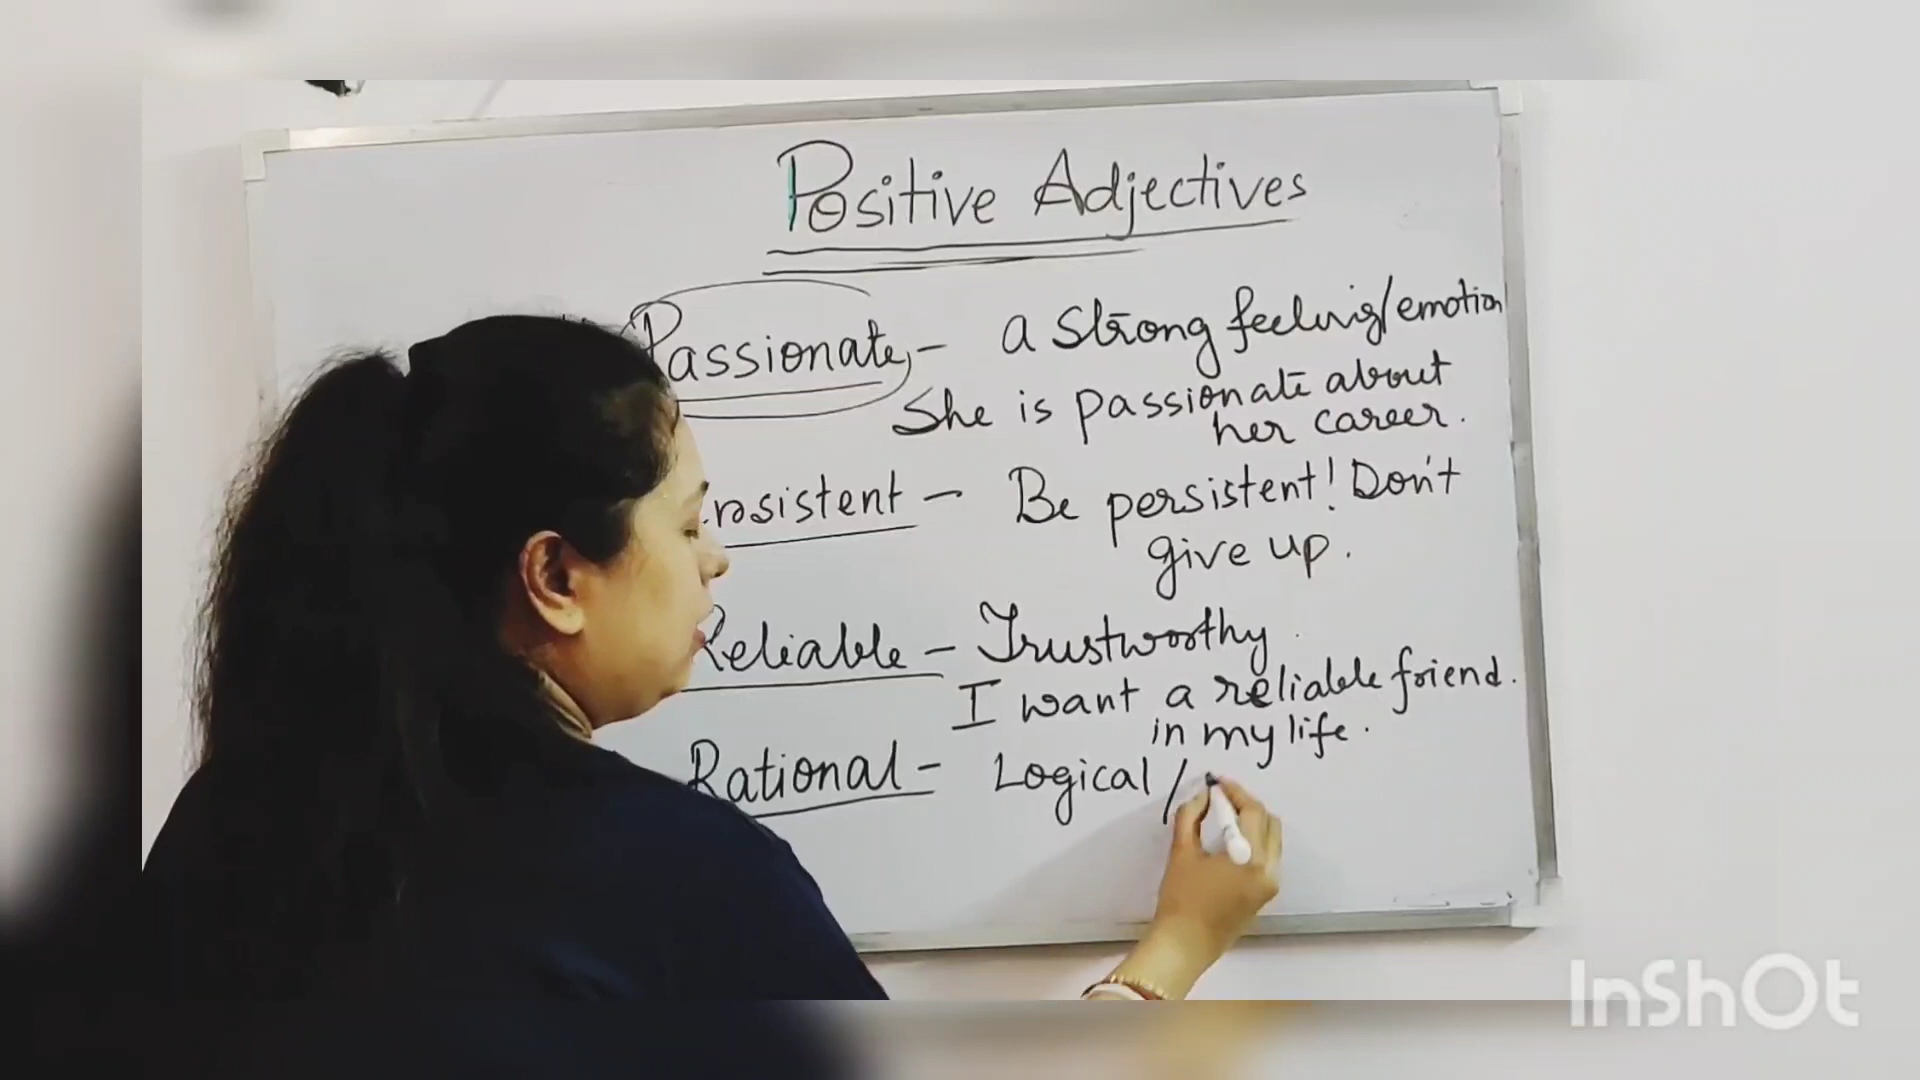 Positive Adjectives
Passionate - a strong feeling/emotion
She is passionate about
her career.
rsistent - Be persistent! Don't
give up.
Reliable - Trustworthy.
I want a reliable friend.
in my life.
Rational - Logical /
InShOt